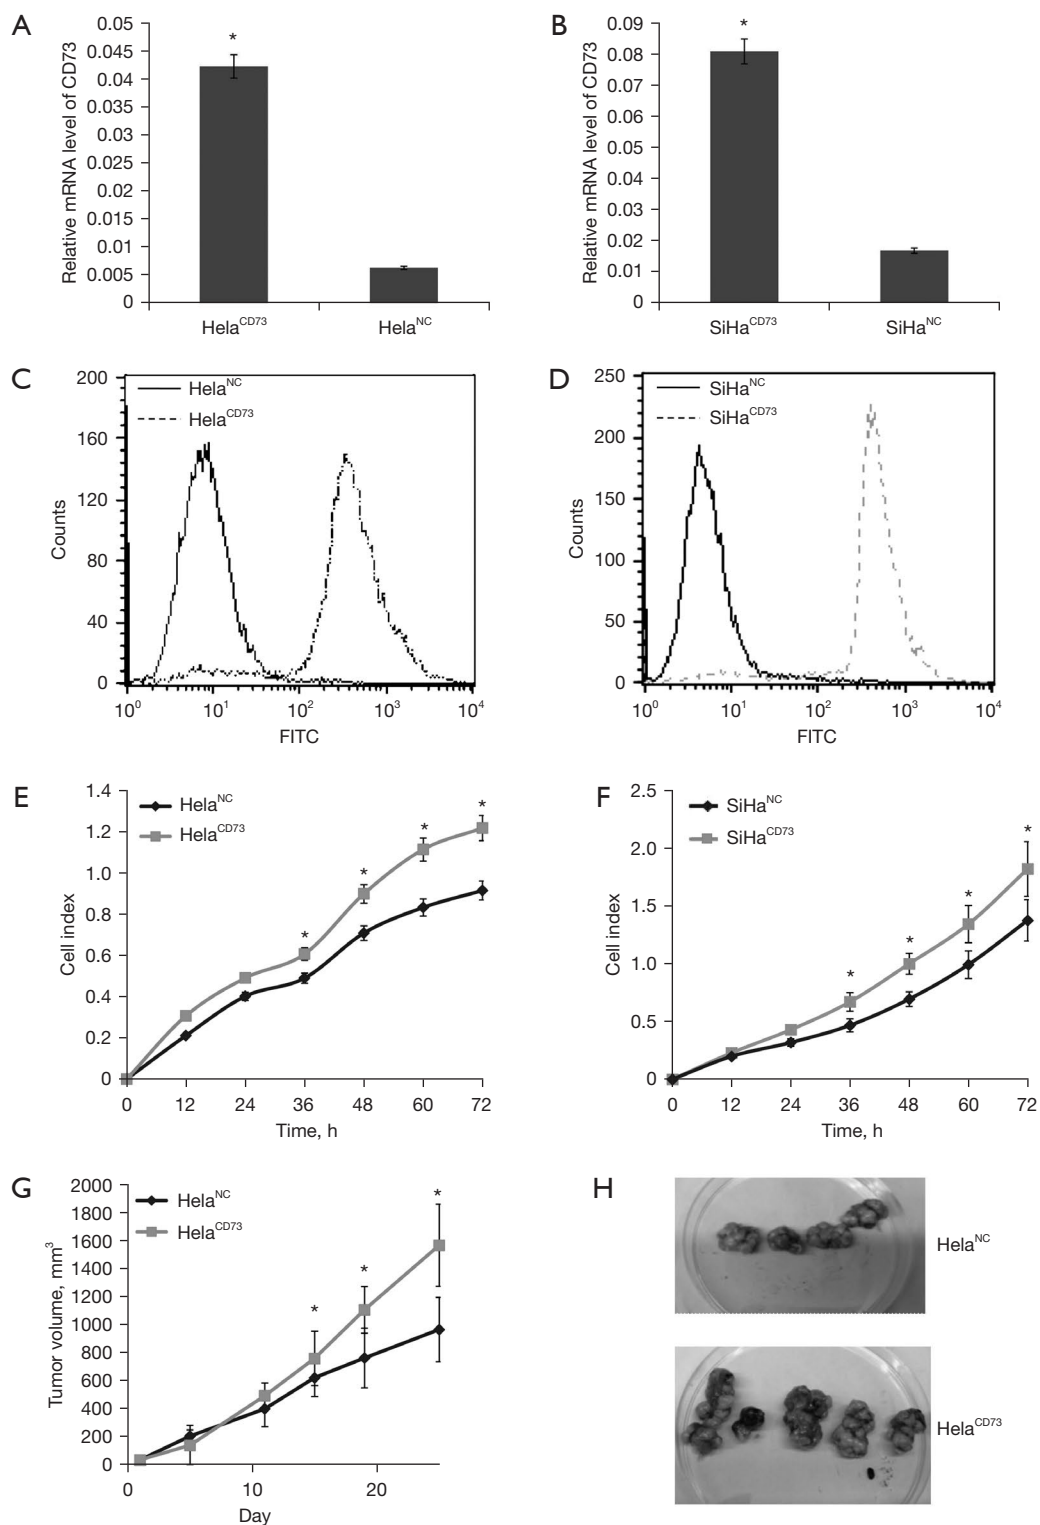 A
Relative mRNA level of CD73
0.05
0.045
0.04
0.035
0.03
0.025
0.02
0.015
0.01
0.005
0
*
Hela^CD73
Hela^NC
B
Relative mRNA level of CD73
0.09
0.08
0.07
0.06
0.05
0.04
0.03
0.02
0.01
0
*
SiHa^CD73
SiHa^NC
C
Counts
200
160
120
80
40
0
Hela^NC
Hela^CD73
10^0
10^1
10^2
10^3
10^4
FITC
D
Counts
250
200
150
100
50
0
SiHa^NC
SiHa^CD73
10^0
10^1
10^2
10^3
10^4
FITC
E
Cell index
1.4
1.2
1.0
0.8
0.6
0.4
0.2
0
Hela^NC
Hela^CD73
* * * *
0 12 24 36 48 60 72
Time, h
F
Cell index
2.5
2.0
1.5
1.0
0.5
0
SiHa^NC
SiHa^CD73
* * * *
0 12 24 36 48 60 72
Time, h
G
Tumor volume, mm^3
2000
1800
1600
1400
1200
1000
800
600
400
200
0
Hela^NC
Hela^CD73
* * *
0 10 20
Day
H
Hela^NC
Hela^CD73